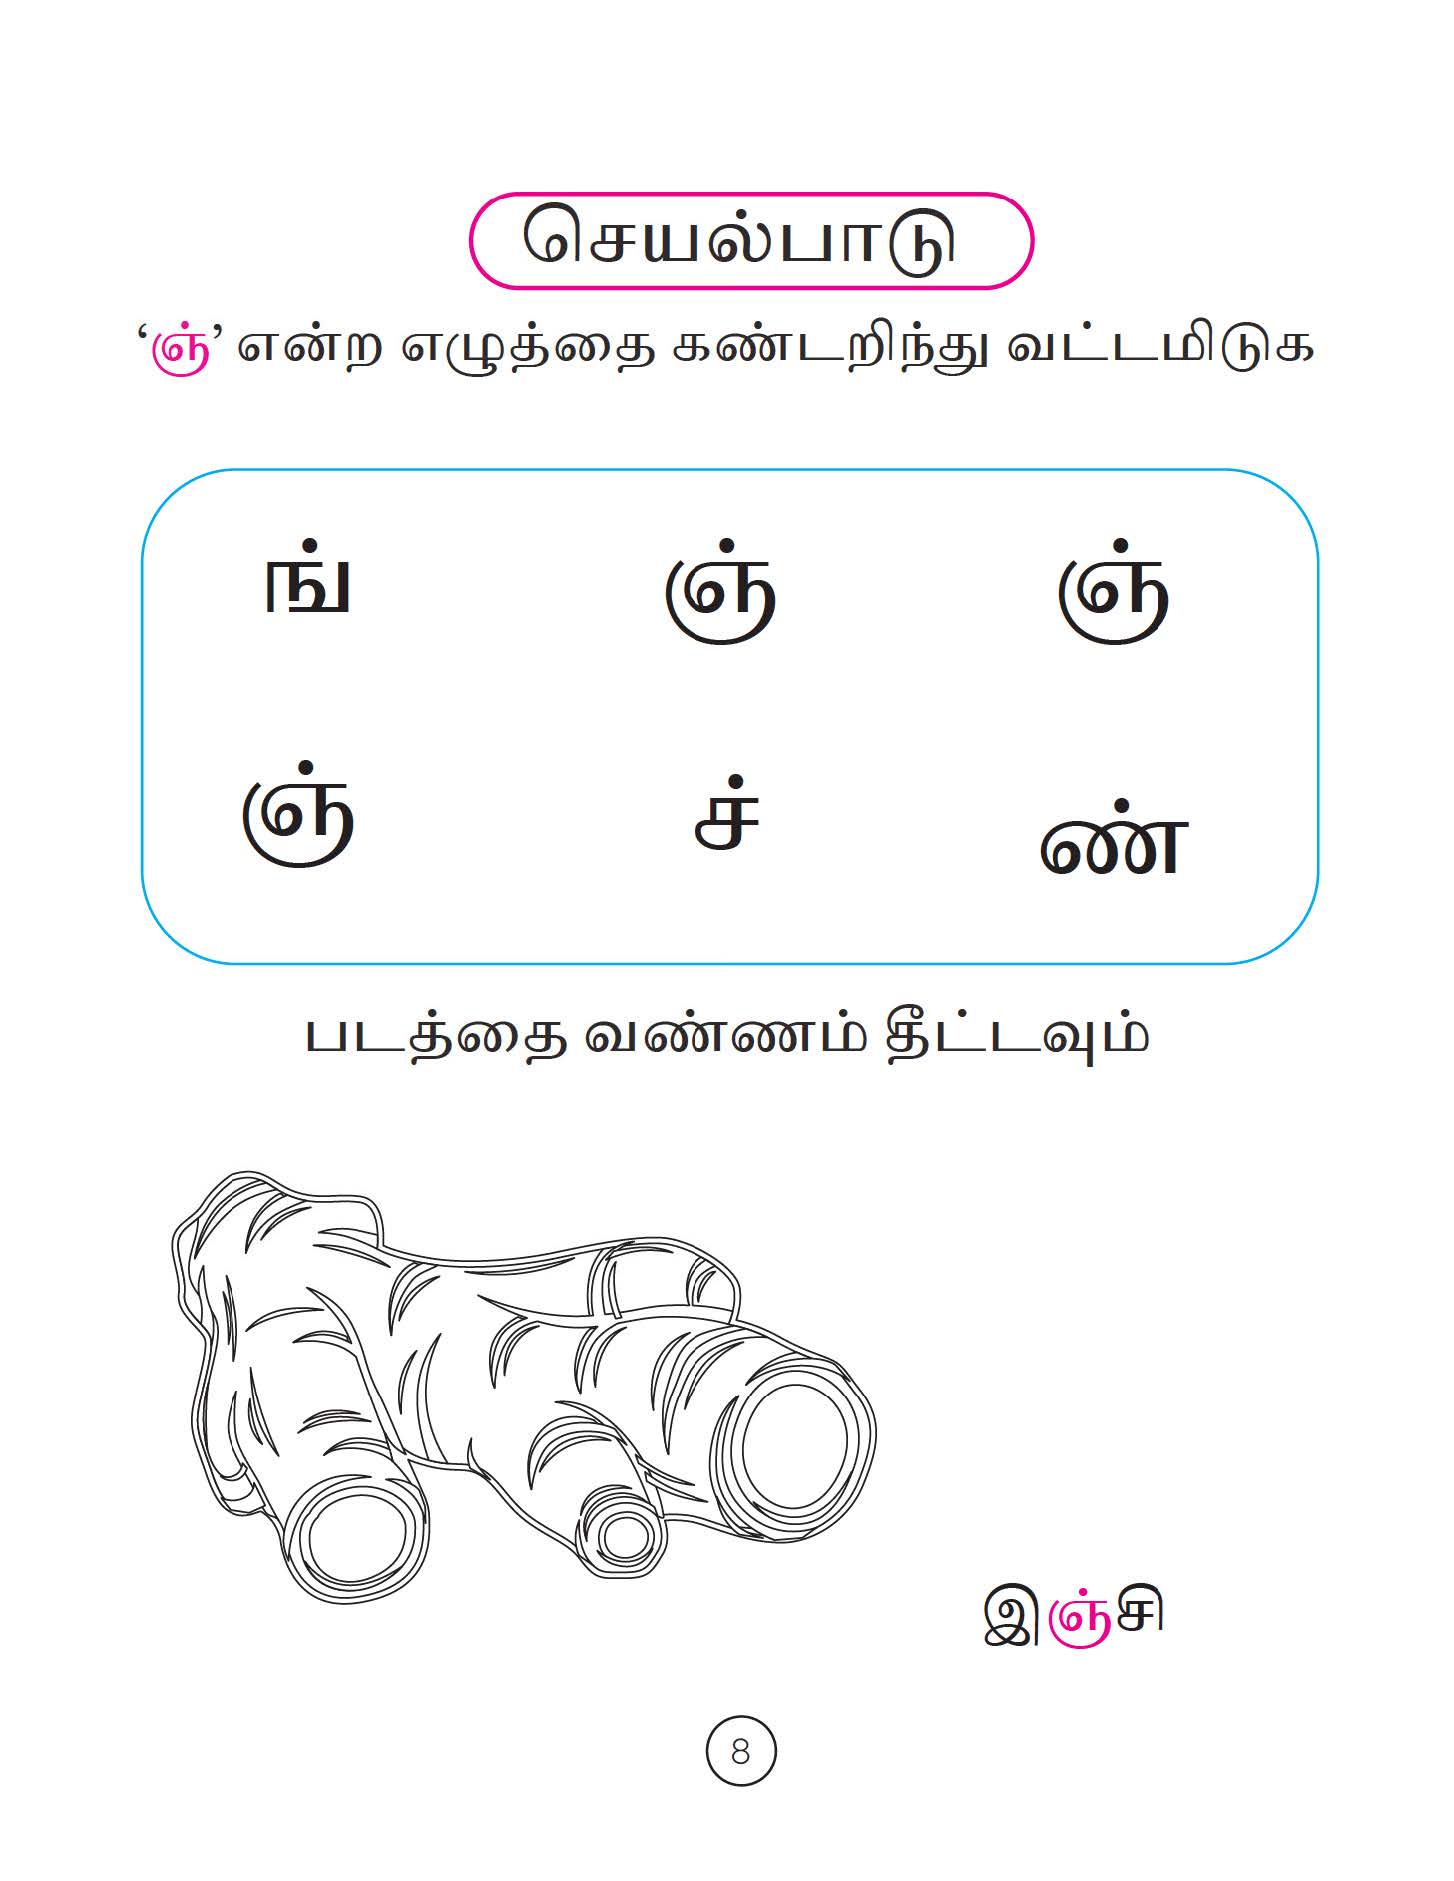 செயல்பாடு
‘ஞ்’ என்ற எழுத்தை கண்டறிந்து வட்டமிடுக
ங் ஞ் ஞ்
ஞ் ச் ண்
படத்தை வண்ணம் தீட்டவும்
இஞ்சி
8